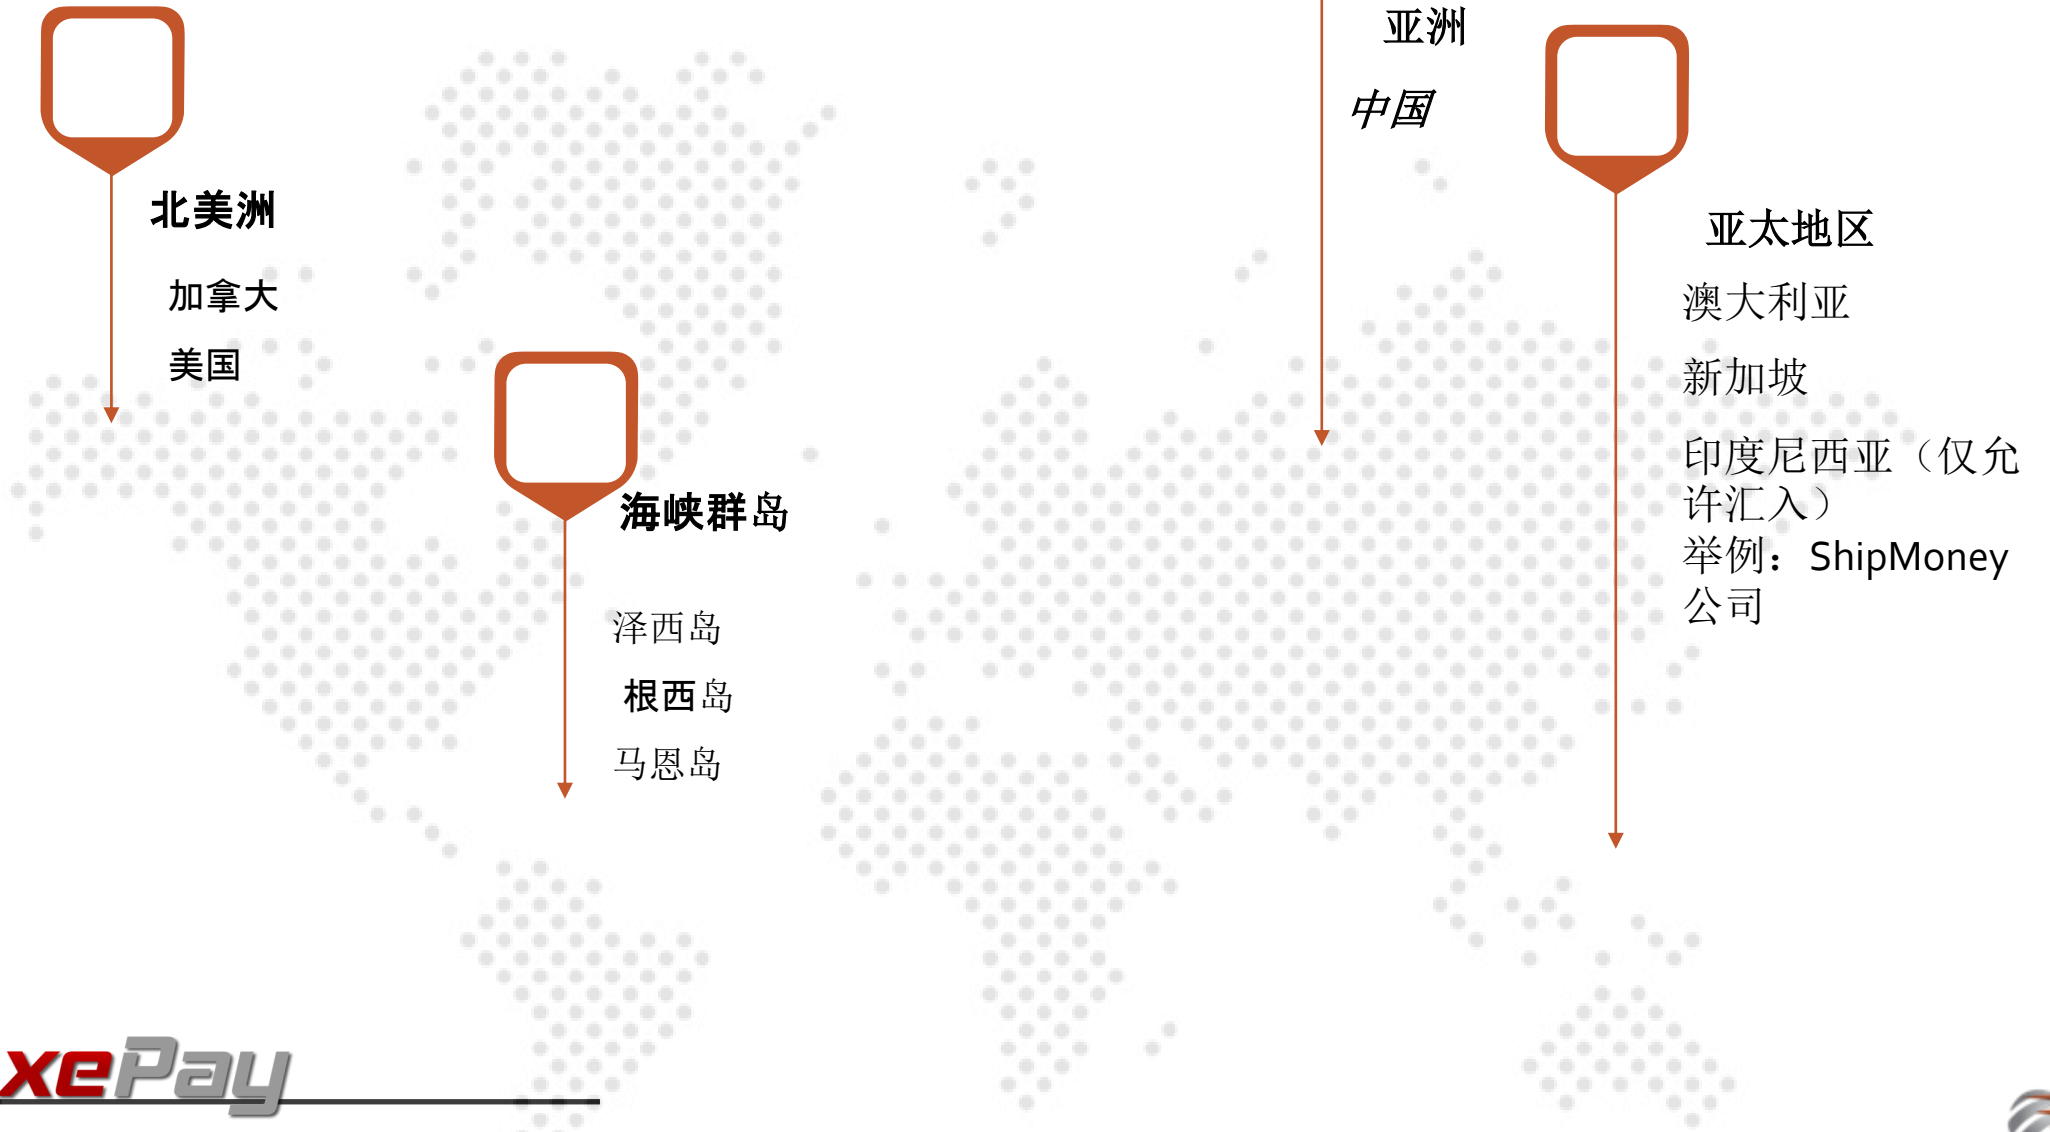 亚洲
中国
北美洲
加拿大
美国
海峡群岛
泽西岛
根西岛
马恩岛
亚太地区
澳大利亚
新加坡
印度尼西亚（仅允
许汇入）
举例：ShipMoney
公司
xePay